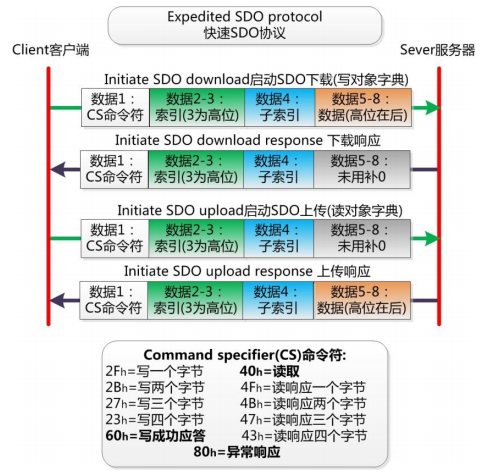 Expedited SDO protocol
快速SDO协议
Client客户端
Sever服务器
Initiate SDO download启动SDO下载(写对象字典)
数据1： 数据2-3： 数据4： 数据5-8：
CS命令符 索引(3为高位) 子索引 数据(高位在后)
Initiate SDO download response 下载响应
数据1： 数据2-3： 数据4： 数据5-8：
CS命令符 索引(3为高位) 子索引 未用补0
Initiate SDO upload启动SDO上传(读对象字典)
数据1： 数据2-3： 数据4： 数据5-8：
CS命令符 索引(3为高位) 子索引 未用补0
Initiate SDO upload response 上传响应
数据1： 数据2-3： 数据4： 数据5-8：
CS命令符 索引(3为高位) 子索引 数据(高位在后)
Command specifier(CS)命令符:
2Fh=写一个字节 40h=读取
2Bh=写两个字节 4Fh=读响应一个字节
27h=写三个字节 4Bh=读响应两个字节
23h=写四个字节 47h=读响应三个字节
60h=写成功应答 43h=读响应四个字节
80h=异常响应